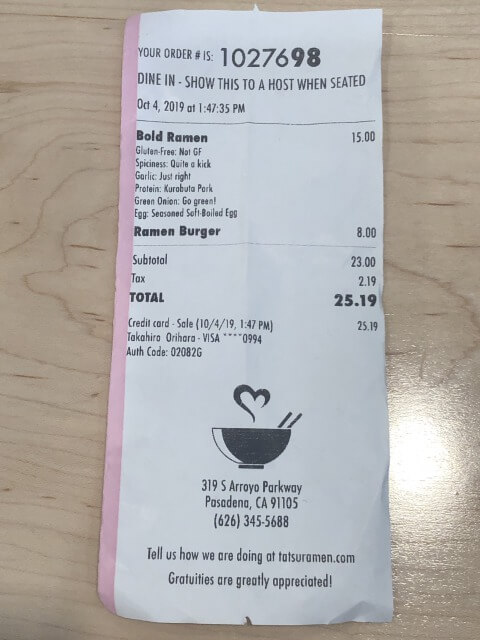 YOUR ORDER # IS: 1027698
DINE IN - SHOW THIS TO A HOST WHEN SEATED
Oct 4, 2019 at 1:47:35 PM
Bold Ramen 15.00
Gluten-Free: Not GF
Spiciness: Quite a kick
Garlic: Just right
Protein: Kurobuta Pork
Green Onion: Go green!
Egg: Seasoned Soft-Boiled Egg
Ramen Burger 8.00
Subtotal 23.00
Tax 2.19
TOTAL 25.19
Credit card - Sale (10/4/19, 1:47 PM) 25.19
Takahiro Orihara - VISA ****0994
Auth Code: 02082G
319 S Arroyo Parkway
Pasadena, CA 91105
(626) 345-5688
Tell us how we are doing at tatsuramen.com
Gratuities are greatly appreciated!